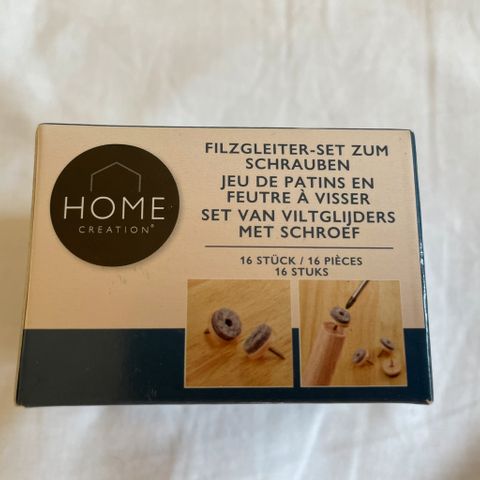 HOME
CREATION®
FILZGLEITER-SET ZUM
SCHRAUBEN
JEU DE PATINS EN
FEUTRE À VISSER
SET VAN VILTGLIJDERS
MET SCHROEF
16 STÜCK / 16 PIÈCES
16 STUKS